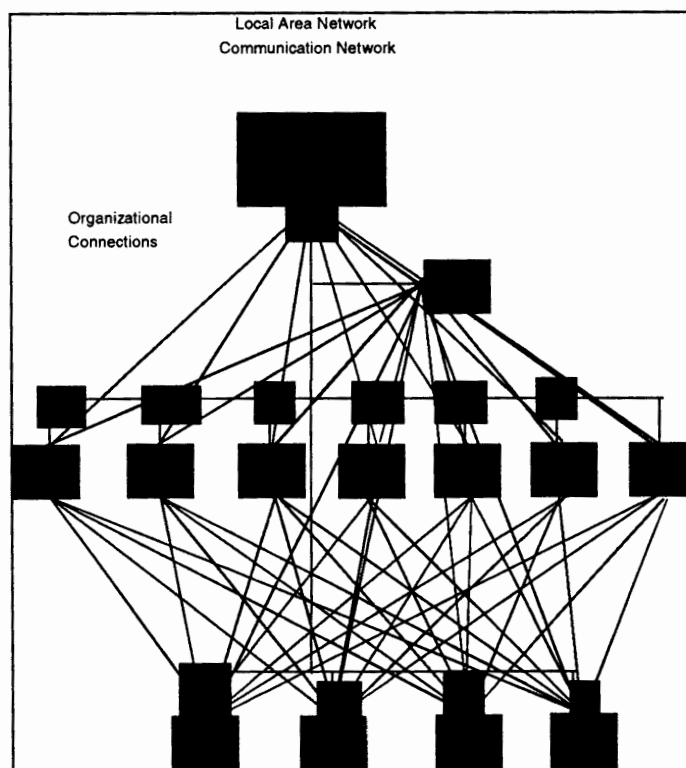 Local Area Network
Communication Network
Organizational
Connections